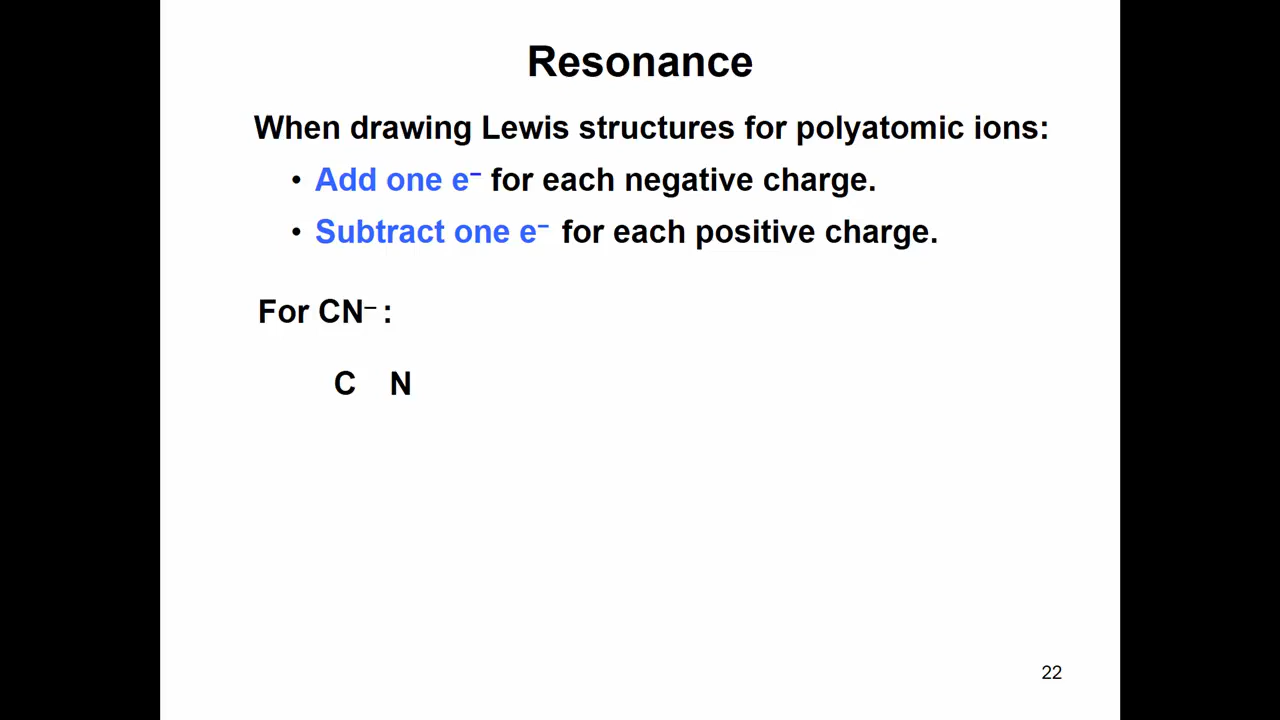 Resonance
When drawing Lewis structures for polyatomic ions:
• Add one e⁻ for each negative charge.
• Subtract one e⁻ for each positive charge.
For CN⁻ :
C N
22